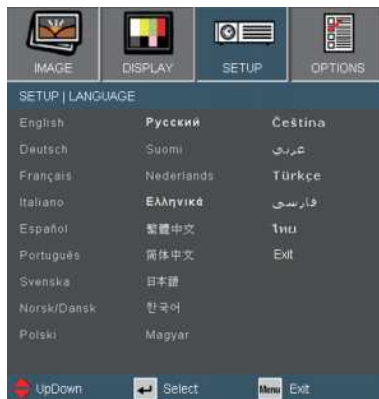 IMAGE DISPLAY SETUP OPTIONS
SETUP | LANGUAGE
English Русский Čeština
Deutsch Suomi عربي
Français Nederlands Türkçe
Italiano Ελληνικά فارسی
Español 繁體中文 ไทย
Português 简体中文 Exit
Svenska 日本語
Norsk/Dansk 한국어
Polski Magyar
UpDown Select Menu Exit